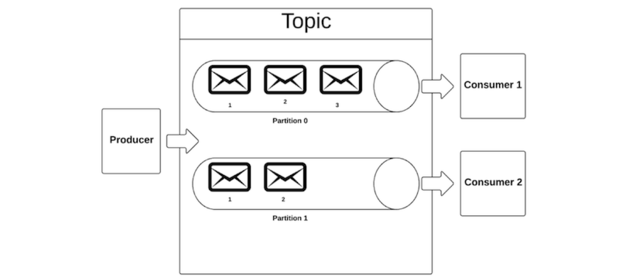 Topic
1 2 3
Partition 0
Producer
Consumer 1
1 2
Partition 1
Consumer 2